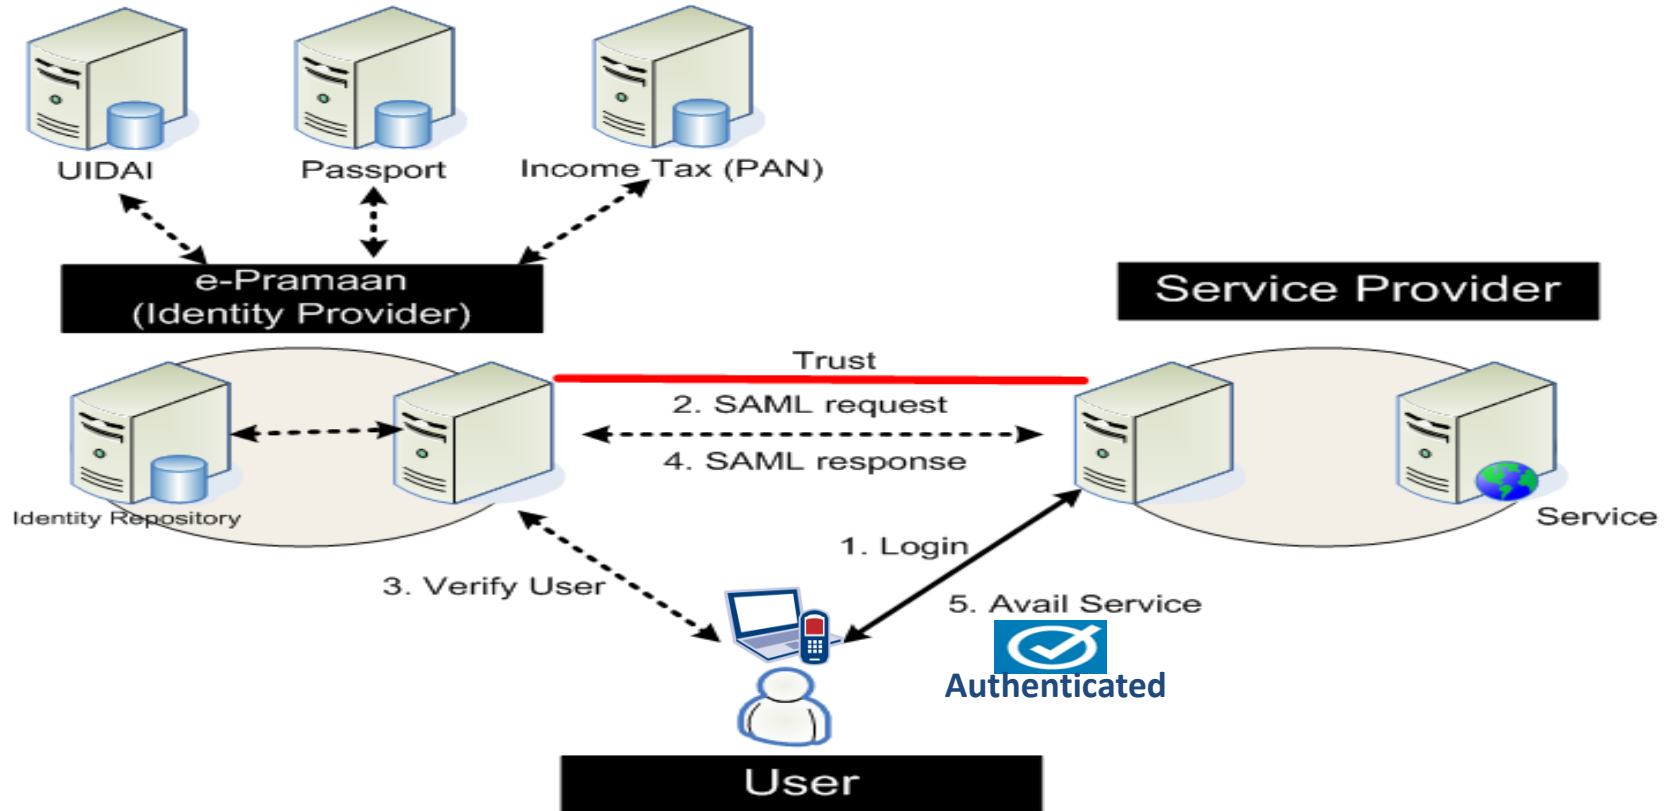 UIDAI
Passport
Income Tax (PAN)
e-Pramaan
(Identity Provider)
Service Provider
Trust
2. SAML request
4. SAML response
Identity Repository
Service
1. Login
3. Verify User
5. Avail Service
Authenticated
User